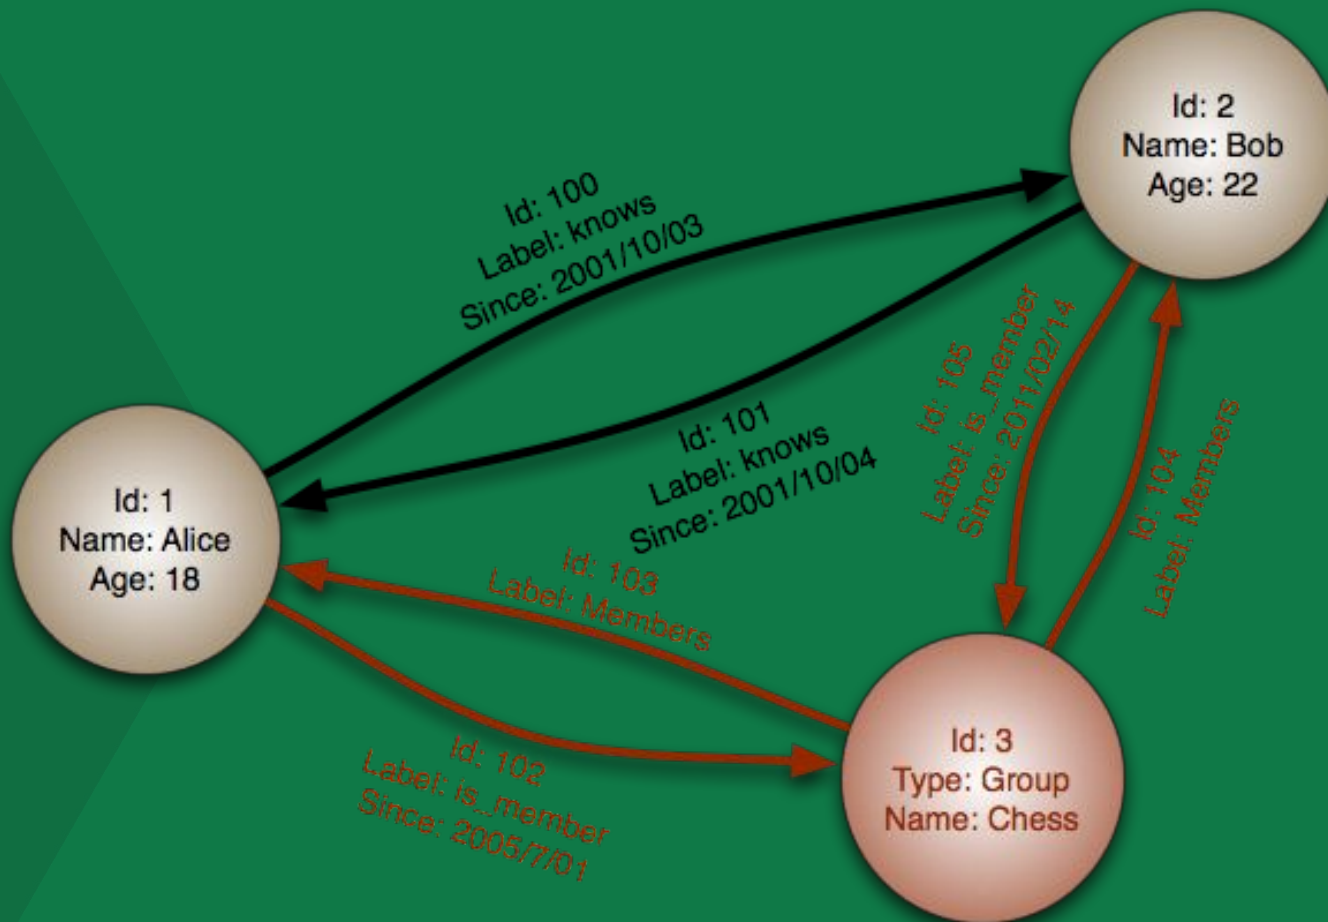 Id: 2
Name: Bob
Age: 22
Id: 100
Label: knows
Since: 2001/10/03
Id: 101
Label: knows
Since: 2001/10/04
Id: 105
Label: is_member
Since: 2011/02/14
Id: 104
Label: Members
Id: 1
Name: Alice
Age: 18
Id: 103
Label: Members
Id: 102
Label: is_member
Since: 2005/7/01
Id: 3
Type: Group
Name: Chess